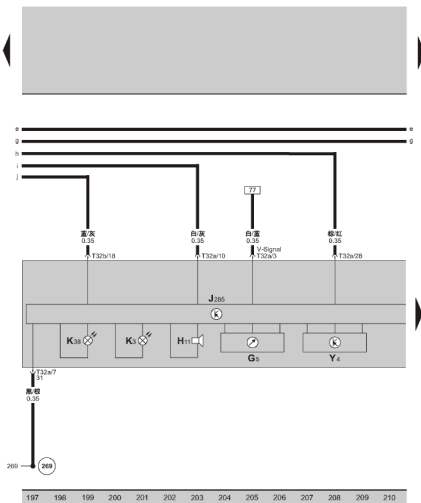 e e
g g
h
i
j
77
蓝/灰 白/灰 白/蓝 棕/红
0.35 0.35 0.35 0.35
V-Signal
T32b/18 T32a/10 T32a/3 T32a/28
J285
K38 K3 H11
G5 Y4
T32a/7
31
黑/棕
0.35
269 269
197 198 199 200 201 202 203 204 205 206 207 208 209 210